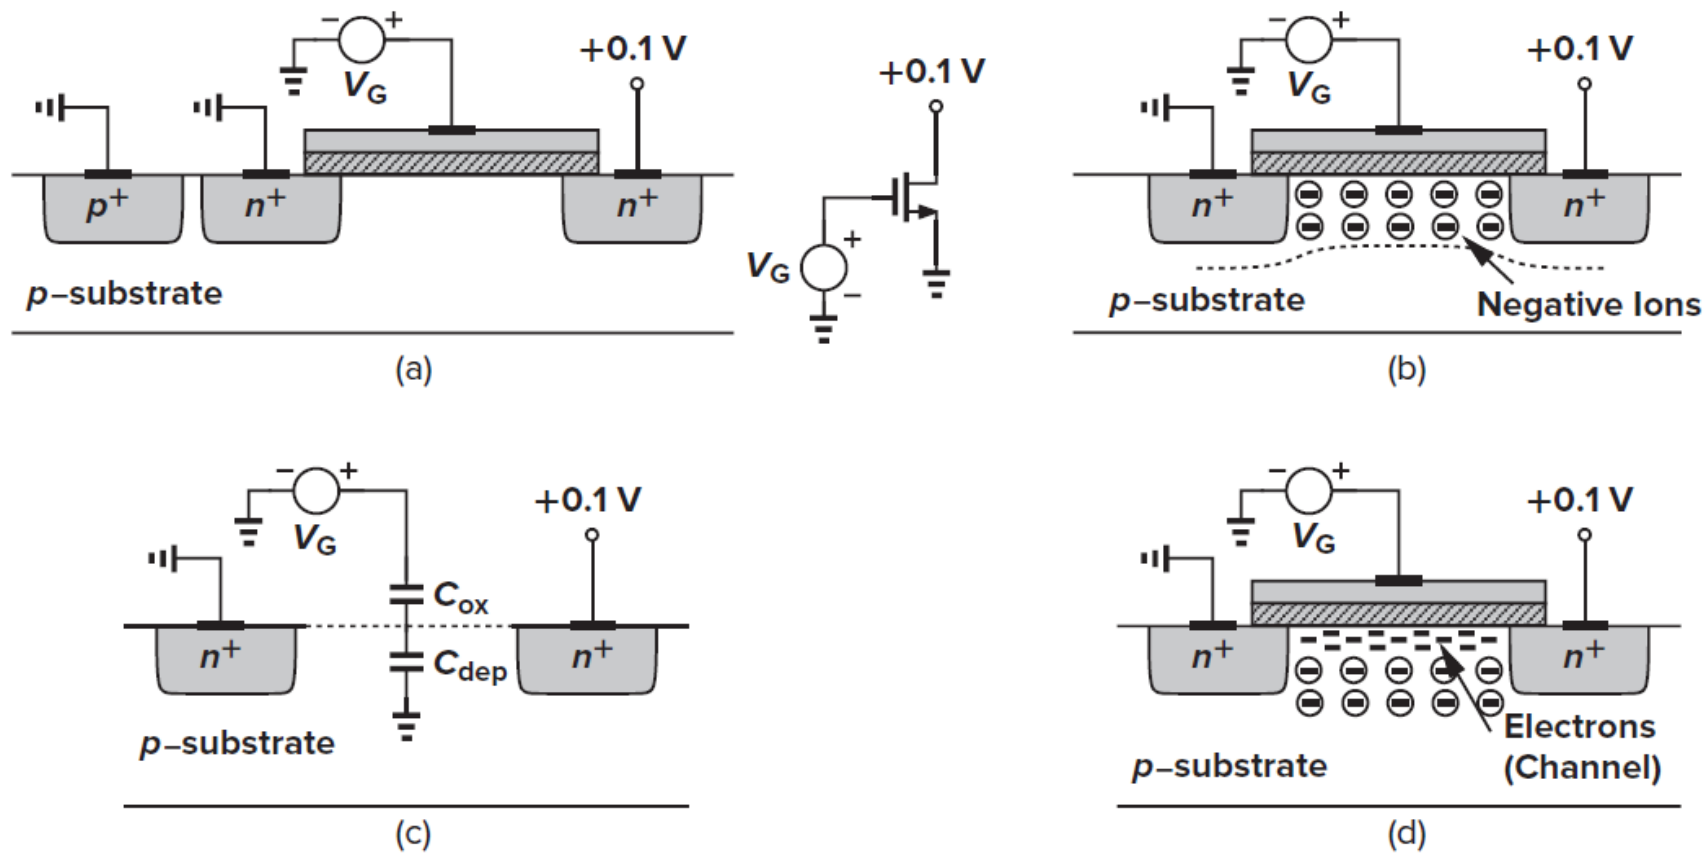 − +
V_G
+0.1 V
p⁺
n⁺
n⁺
p–substrate
(a)
+0.1 V
V_G
+
−
− +
V_G
+0.1 V
n⁺
n⁺
p–substrate
Negative Ions
(b)
− +
V_G
+0.1 V
C_ox
n⁺
C_dep
n⁺
p–substrate
(c)
− +
V_G
+0.1 V
n⁺
n⁺
Electrons
(Channel)
p–substrate
(d)